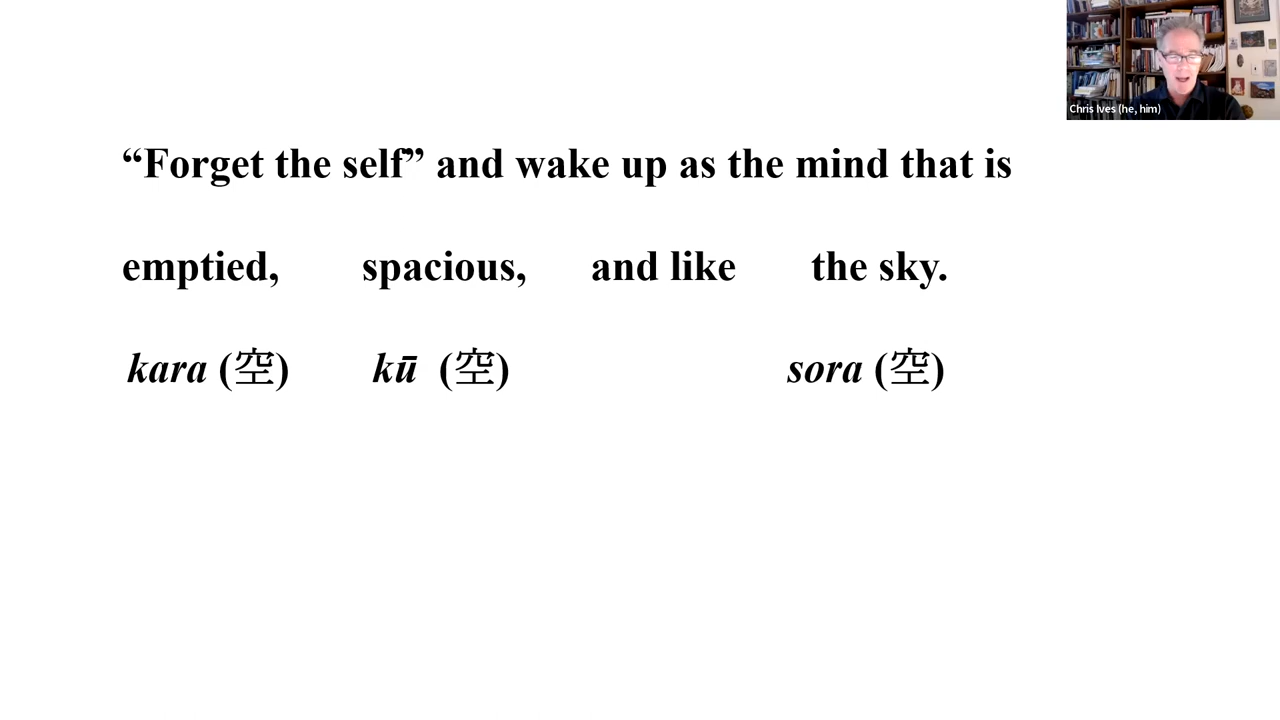 Chris Ives (he, him)
“Forget the self” and wake up as the mind that is
emptied, spacious, and like the sky.
kara (空) kū (空) sora (空)